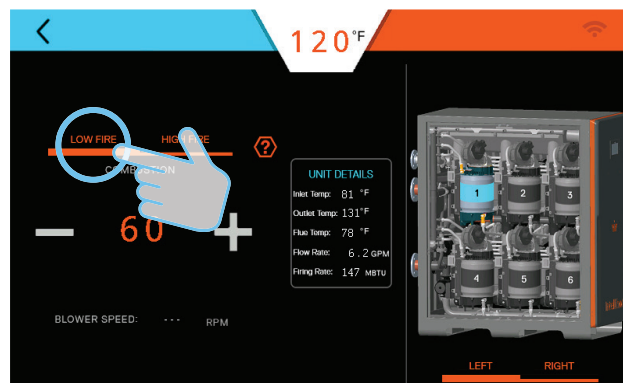 120°F
LOW FIRE HIGH FIRE
?
COMBUSTION
60
BLOWER SPEED: --- RPM
UNIT DETAILS
Inlet Temp: 81 °F
Outlet Temp: 131°F
Flue Temp: 78 °F
Flow Rate: 6.2 GPM
Firing Rate: 147 MBTU
1 2 3
4 5 6
LEFT RIGHT